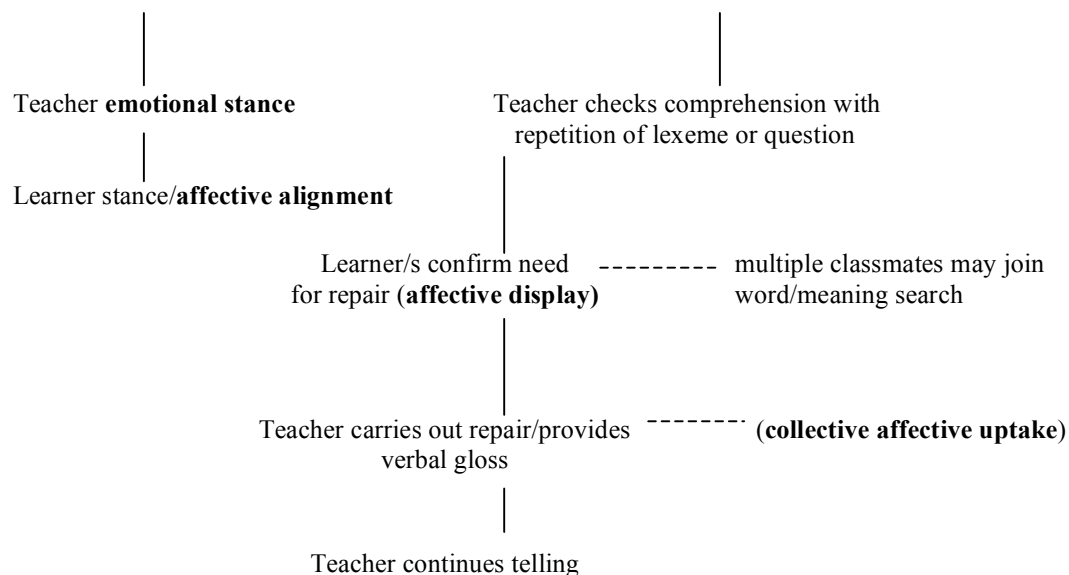 Teacher emotional stance
Teacher checks comprehension with
repetition of lexeme or question
Learner stance/affective alignment
Learner/s confirm need
for repair (affective display)
multiple classmates may join
word/meaning search
Teacher carries out repair/provides
verbal gloss
(collective affective uptake)
Teacher continues telling